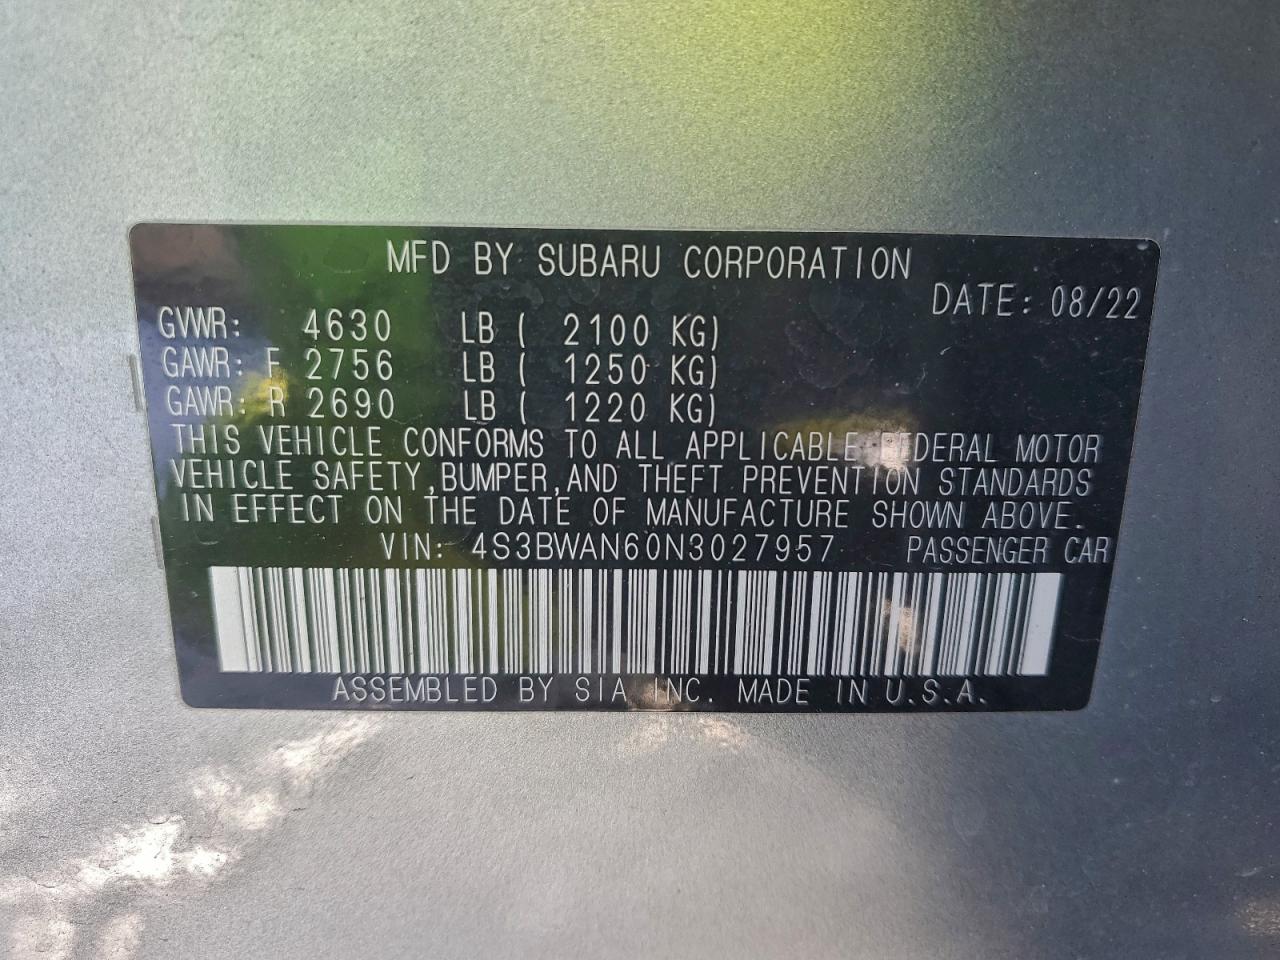 MFD BY SUBARU CORPORATION
DATE: 08/22
GVWR: 4630 LB ( 2100 KG)
GAWR: F 2756 LB ( 1250 KG)
GAWR: R 2690 LB ( 1220 KG)
THIS VEHICLE CONFORMS TO ALL APPLICABLE FEDERAL MOTOR
VEHICLE SAFETY,BUMPER,AND THEFT PREVENTION STANDARDS
IN EFFECT ON THE DATE OF MANUFACTURE SHOWN ABOVE.
VIN: 4S3BWAN60N3027957 PASSENGER CAR
ASSEMBLED BY SIA INC. MADE IN U.S.A.